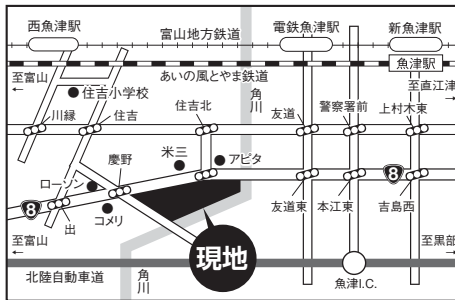 西魚津駅
富山地方鉄道
電鉄魚津駅
新魚津駅
魚津駅
至富山
あいの風とやま鉄道
至直江津
住吉小学校
角川
川縁
住吉
住吉北
友道
警察署前
上村木東
米三
アピタ
慶野
ローソン
8
8
出
コメリ
友道東
本江東
吉島西
至富山
現地
至黒部
北陸自動車道
角川
魚津I.C.